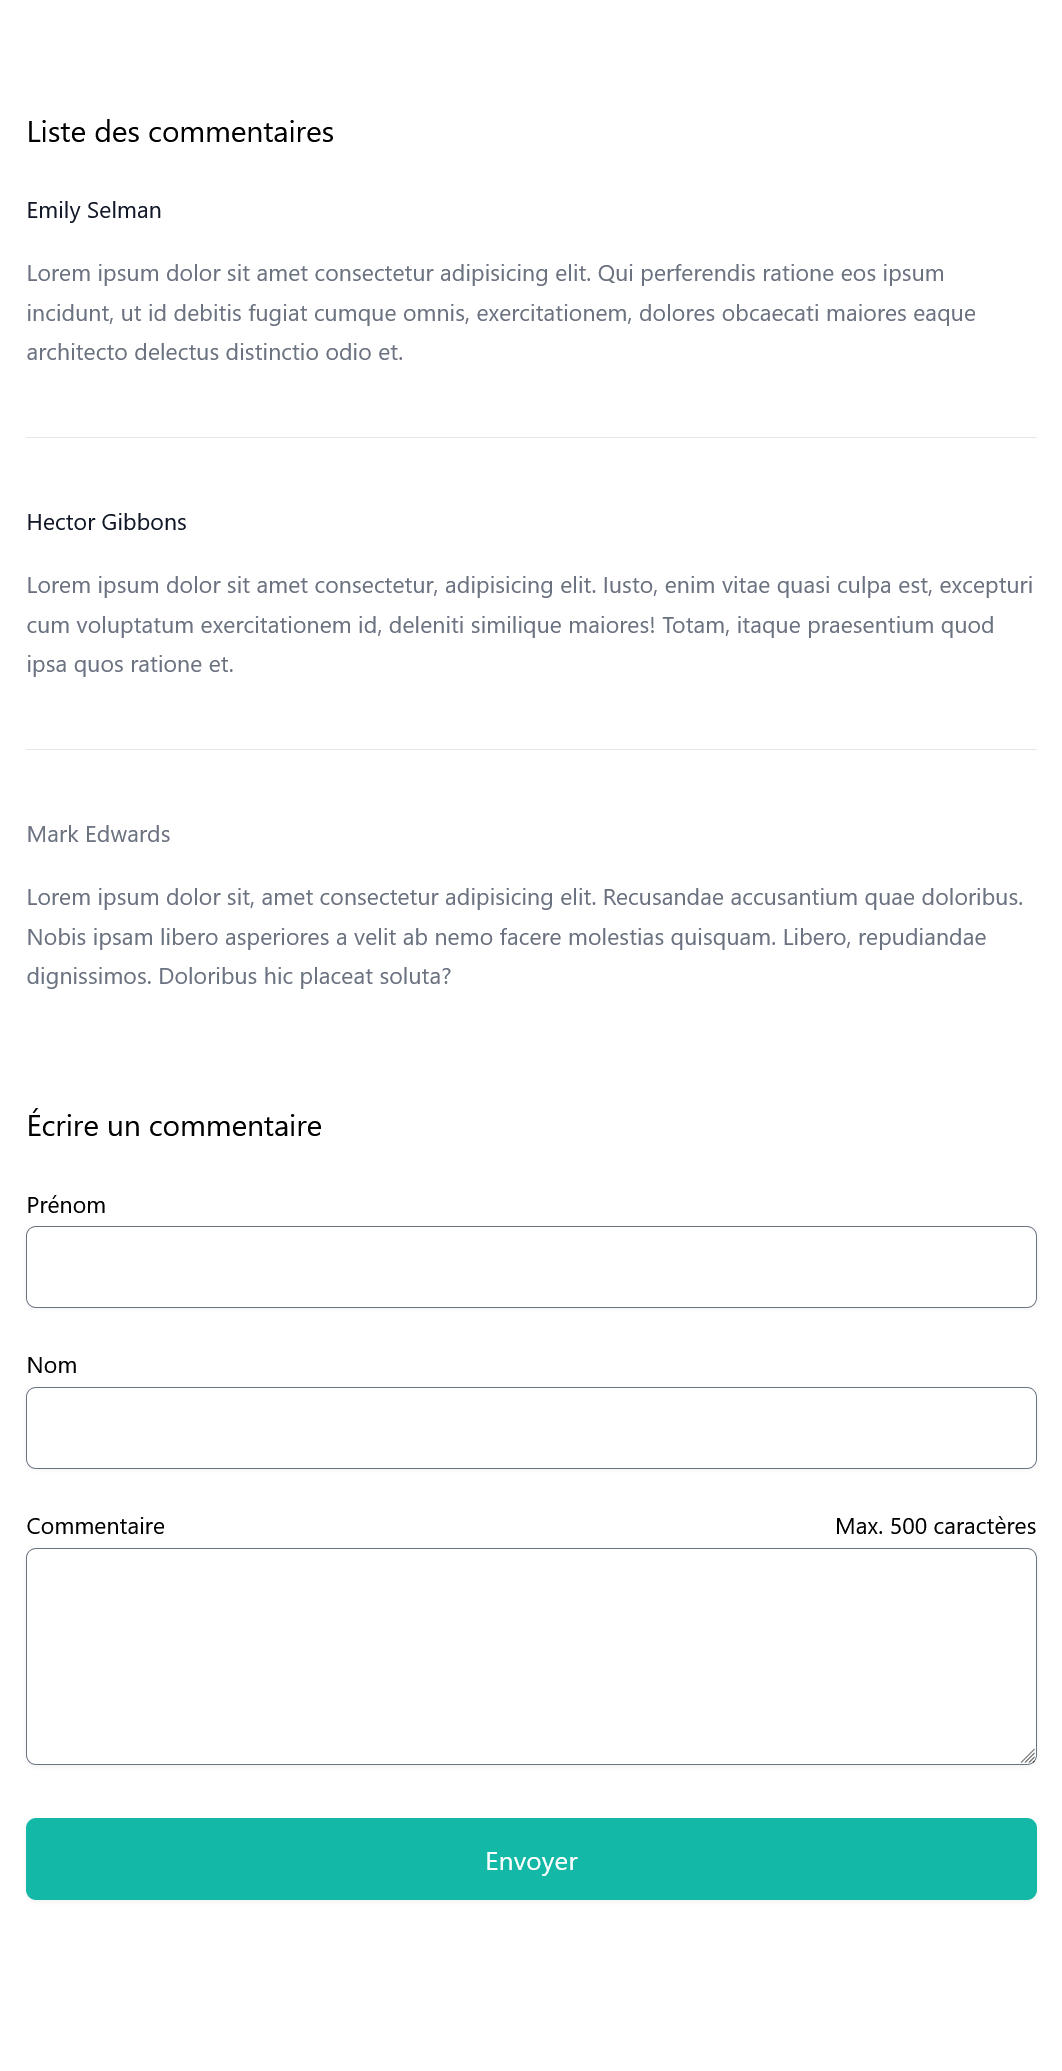 Liste des commentaires
Emily Selman
Lorem ipsum dolor sit amet consectetur adipisicing elit. Qui perferendis ratione eos ipsum
incidunt, ut id debitis fugiat cumque omnis, exercitationem, dolores obcaecati maiores eaque
architecto delectus distinctio odio et.
Hector Gibbons
Lorem ipsum dolor sit amet consectetur, adipisicing elit. Iusto, enim vitae quasi culpa est, excepturi
cum voluptatum exercitationem id, deleniti similique maiores! Totam, itaque praesentium quod
ipsa quos ratione et.
Mark Edwards
Lorem ipsum dolor sit, amet consectetur adipisicing elit. Recusandae accusantium quae doloribus.
Nobis ipsam libero asperiores a velit ab nemo facere molestias quisquam. Libero, repudiandae
dignissimos. Doloribus hic placeat soluta?
Écrire un commentaire
Prénom
Nom
Commentaire Max. 500 caractères
Envoyer